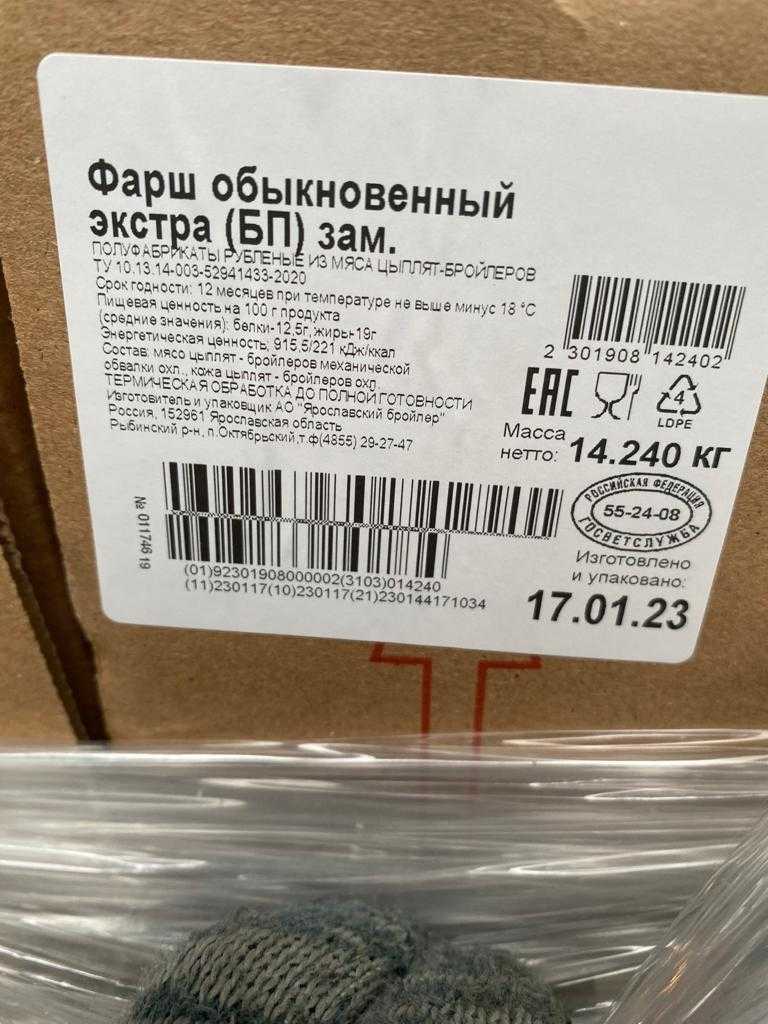 Фарш обыкновенный
экстра (БП) зам.
ПОЛУФАБРИКАТЫ РУБЛЕНЫЕ ИЗ МЯСА ЦЫПЛЯТ-БРОЙЛЕРОВ
ТУ 10.13.14-003-52941433-2020
Срок годности: 12 месяцев при температуре не выше минус 18 °С
Пищевая ценность на 100 г продукта
(средние значения): белки-12,5г, жиры-19г
Энергетическая ценность: 915,5/221 кДж/ккал
Состав: мясо цыплят - бройлеров механической
обвалки охл., кожа цыплят - бройлеров охл.
ТЕРМИЧЕСКАЯ ОБРАБОТКА ДО ПОЛНОЙ ГОТОВНОСТИ
Изготовитель и упаковщик АО "Ярославский бройлер"
Россия, 152961 Ярославская область
Рыбинский р-н, п.Октябрьский,т.ф(4855) 29-27-47
2 301908 142402
ЕАС
4
LDPE
Масса
нетто: 14.240 кг
РОССИЙСКАЯ ФЕДЕРАЦИЯ
55-24-08
ГОСВЕТСЛУЖБА
Изготовлено
и упаковано:
17.01.23
№ 01174619
(01)92301908000002(3103)014240
(11)230117(10)230117(21)230144171034